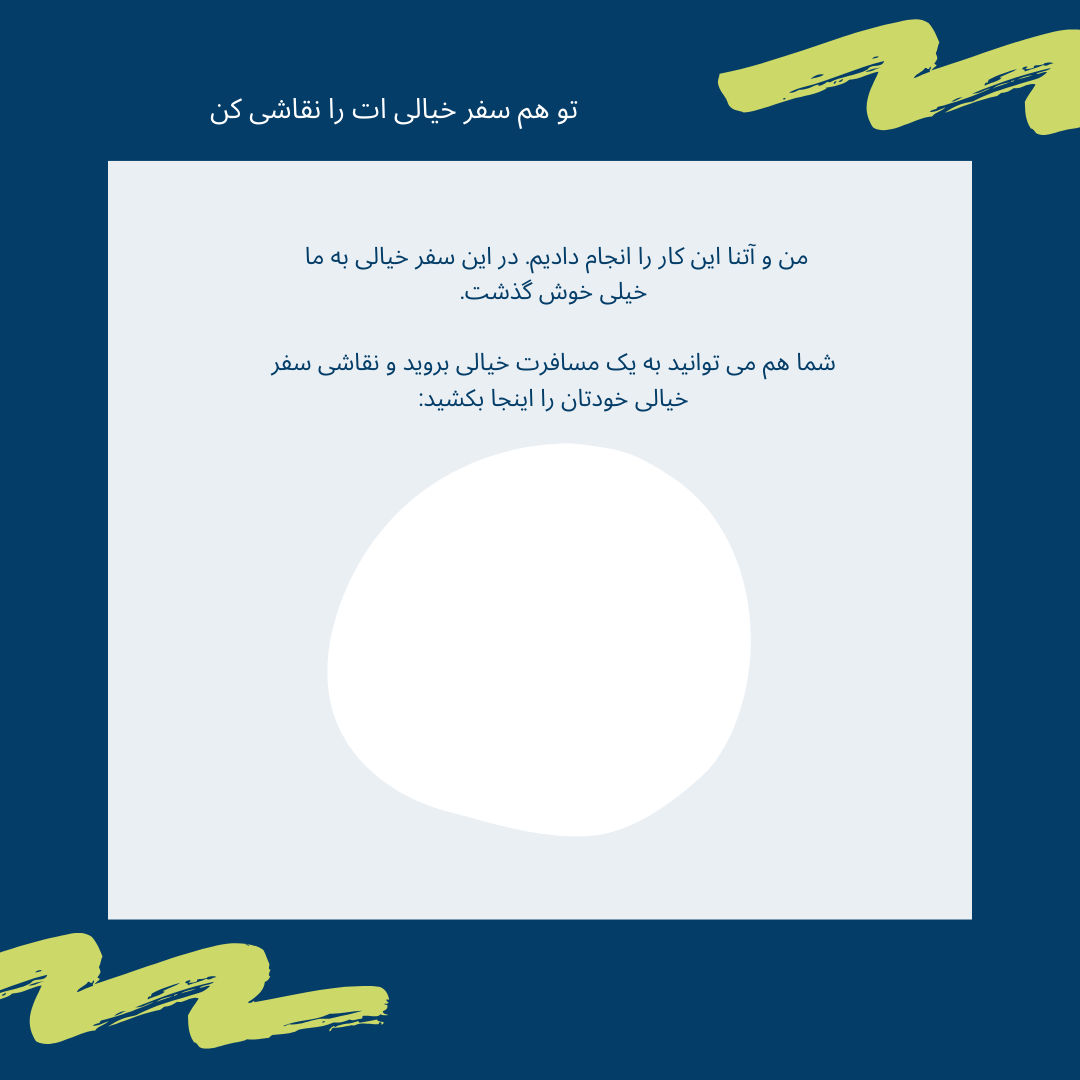 تو هم سفر خیالی ات را نقاشی کن
من و آتنا این کار را انجام دادیم. در این سفر خیالی به ما
خیلی خوش گذشت.
شما هم می توانید به یک مسافرت خیالی بروید و نقاشی سفر
خیالی خودتان را اینجا بکشید: